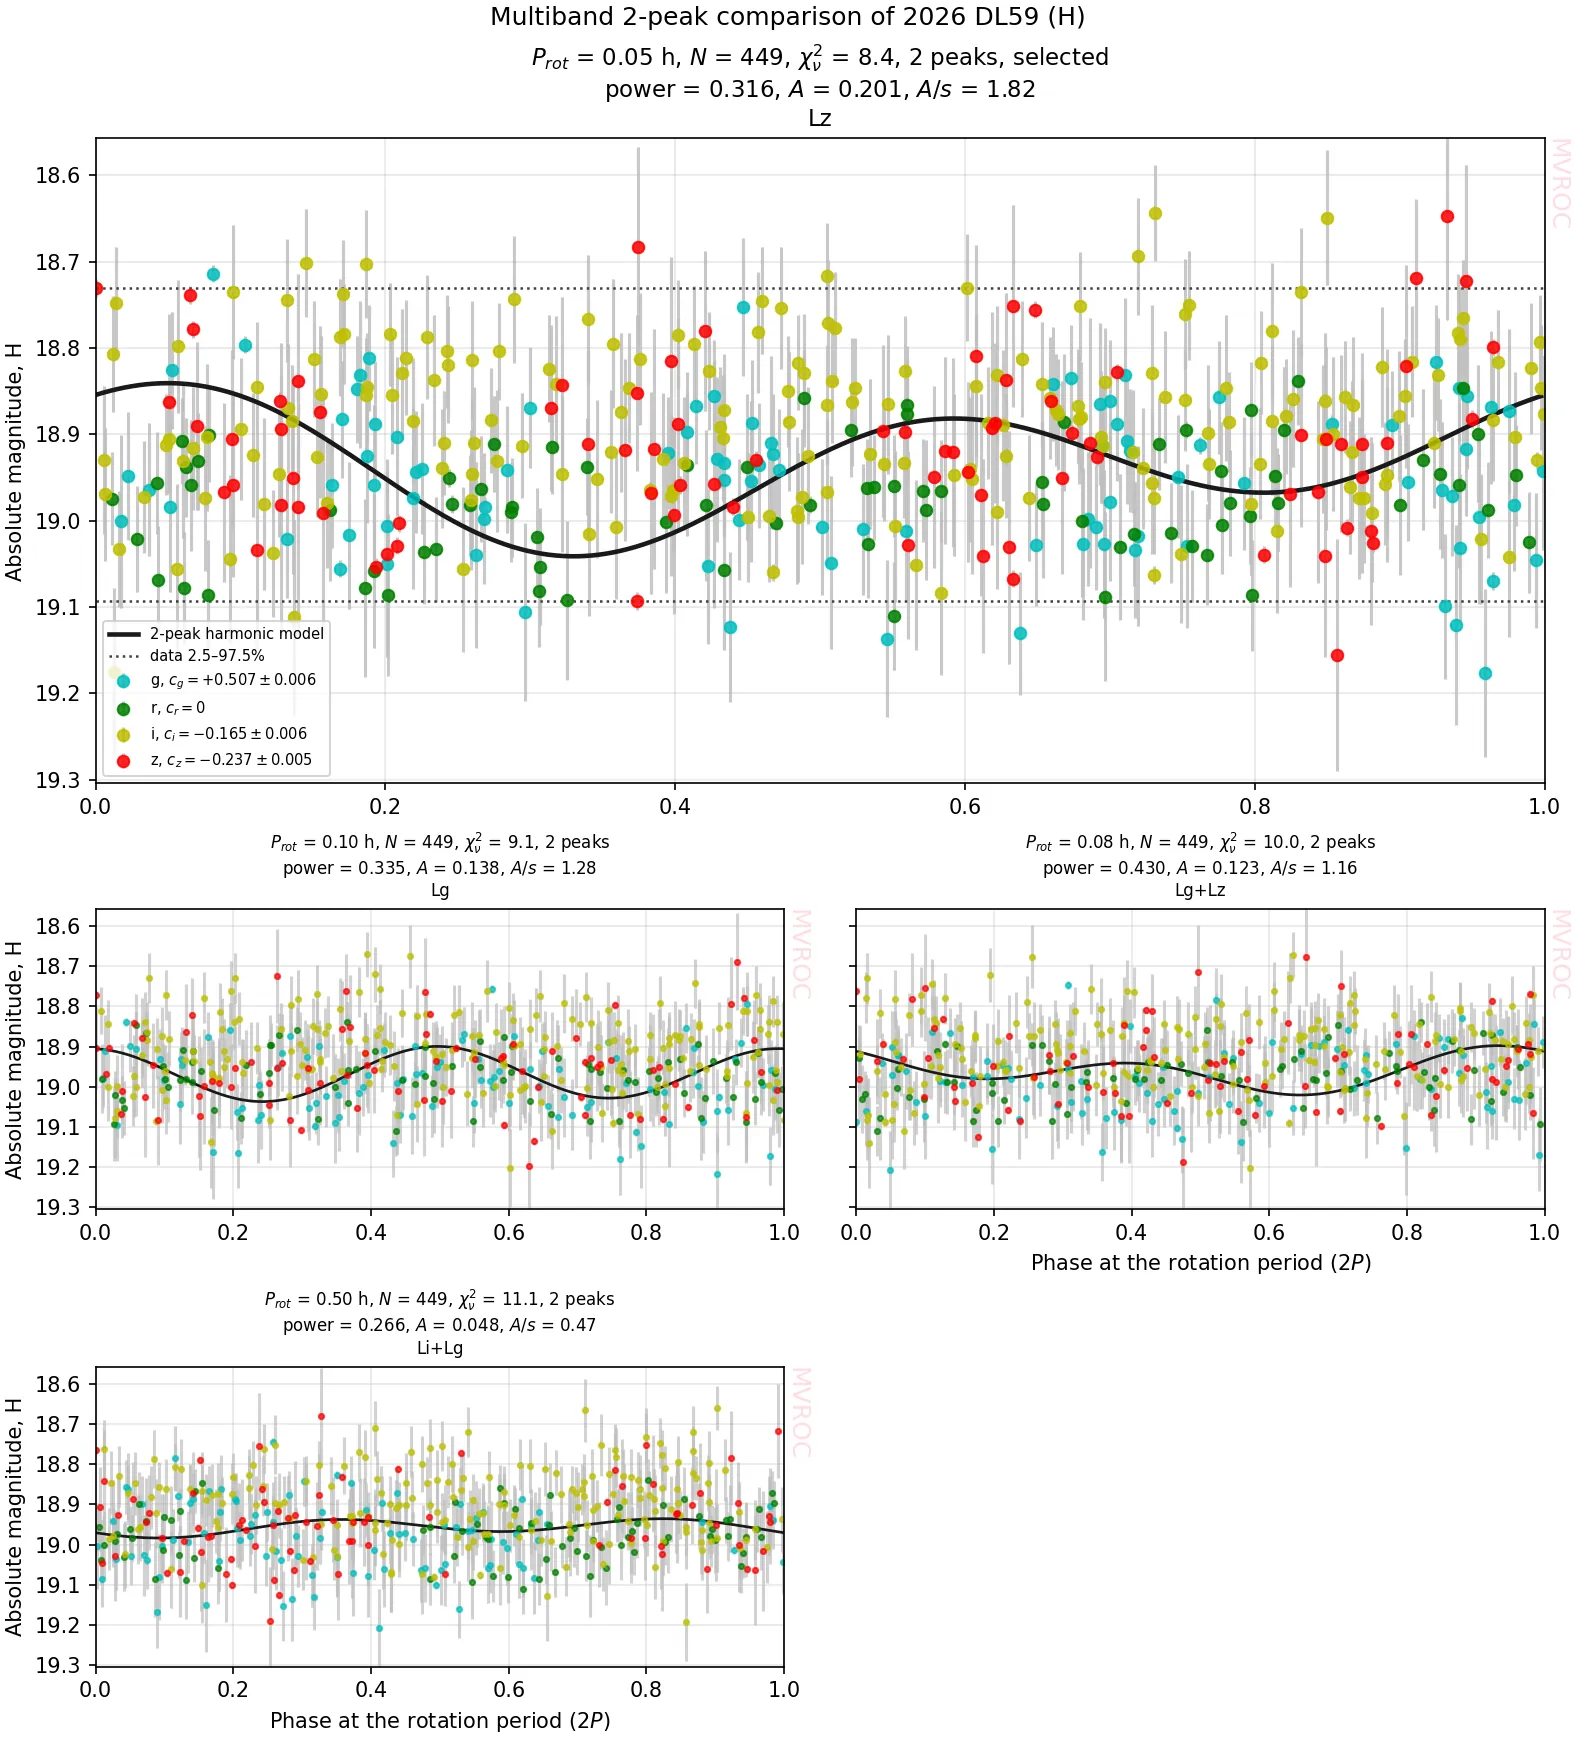 Multiband 2-peak comparison of 2026 DL59 (H)
P_rot = 0.05 h, N = 449, χ²_ν = 8.4, 2 peaks, selected
power = 0.316, A = 0.201, A/s = 1.82
Lz
Absolute magnitude, H
18.6
18.7
18.8
18.9
19.0
19.1
19.2
19.3
2-peak harmonic model
data 2.5–97.5%
g, c_g = +0.507 ± 0.006
r, c_r = 0
i, c_i = −0.165 ± 0.006
z, c_z = −0.237 ± 0.005
0.0 0.2 0.4 0.6 0.8 1.0
MVROC
P_rot = 0.10 h, N = 449, χ²_ν = 9.1, 2 peaks
power = 0.335, A = 0.138, A/s = 1.28
Lg
Absolute magnitude, H
18.6
18.7
18.8
18.9
19.0
19.1
19.2
19.3
0.0 0.2 0.4 0.6 0.8 1.0
MVROC
P_rot = 0.08 h, N = 449, χ²_ν = 10.0, 2 peaks
power = 0.430, A = 0.123, A/s = 1.16
Lg+Lz
0.0 0.2 0.4 0.6 0.8 1.0
Phase at the rotation period (2P)
MVROC
P_rot = 0.50 h, N = 449, χ²_ν = 11.1, 2 peaks
power = 0.266, A = 0.048, A/s = 0.47
Li+Lg
Absolute magnitude, H
18.6
18.7
18.8
18.9
19.0
19.1
19.2
19.3
0.0 0.2 0.4 0.6 0.8 1.0
Phase at the rotation period (2P)
MVROC